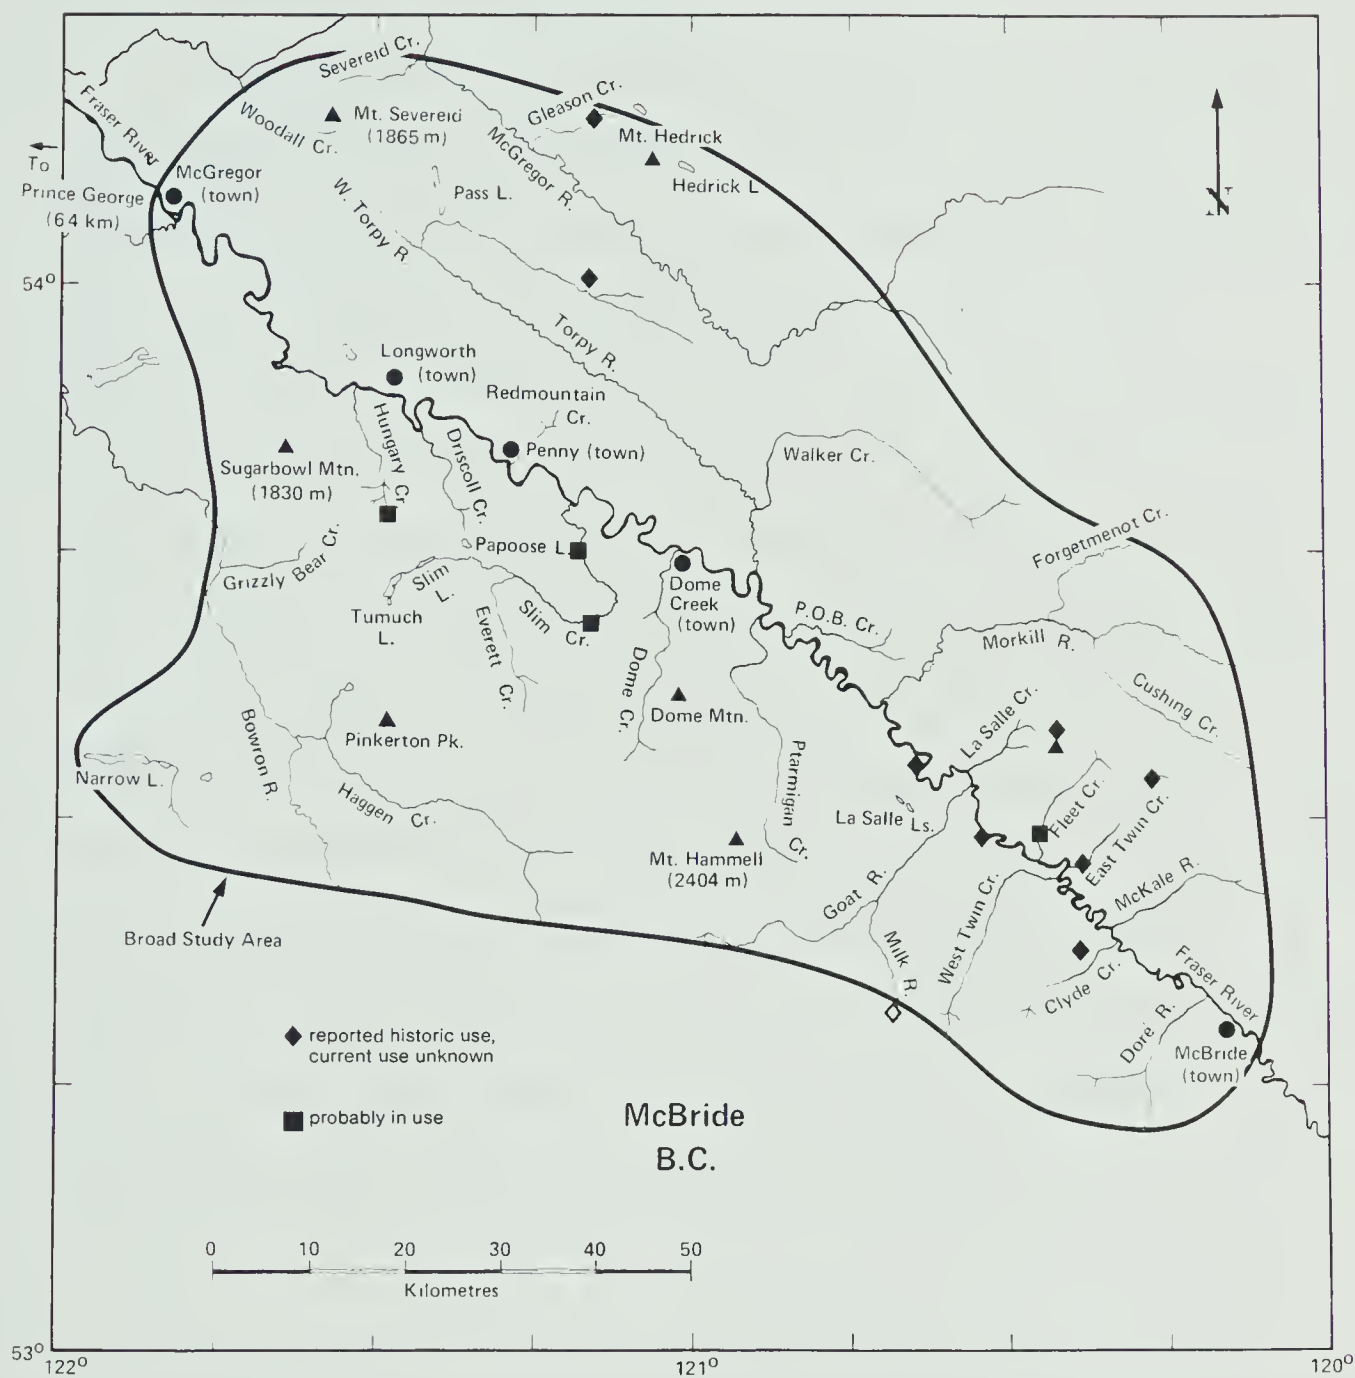 Severeid Cr.
Fraser River
Woodall Cr.
Mt. Severeid
(1865 m)
Gleason Cr.
Mt. Hedrick
Hedrick L
McGregor R.
To
Prince George
(64 km)
McGregor
(town)
Pass L.
W. Torpy R.
N
54°
Torpy R.
Longworth
(town)
Redmountain
Cr.
Penny (town)
Hungary Cr
Driscoll Cr.
Walker Cr.
Sugarbowl Mtn.
(1830 m)
Forgetmenot Cr.
Papoose L.
Grizzly Bear Cr.
Slim
L.
Tumuch
L.
Everett Cr.
Slim
Cr.
Dome
Creek
(town)
P.O.B. Cr.
Morkill R.
Dome Cr.
Dome Mtn.
Cushing Cr.
La Salle Cr.
Pinkerton Pk.
Bowron R.
Narrow L.
Haggen Cr.
Ptarmigan Cr.
La Salle Ls.
Fleet Cr.
East Twin Cr.
Mt. Hammell
(2404 m)
Goat R.
McKale R.
West Twin Cr.
Milk R.
Broad Study Area
Clyde Cr.
Fraser River
Doré R.
McBride
(town)
reported historic use,
current use unknown
probably in use
McBride
B.C.
0 10 20 30 40 50
Kilometres
53°
122° 121° 120°